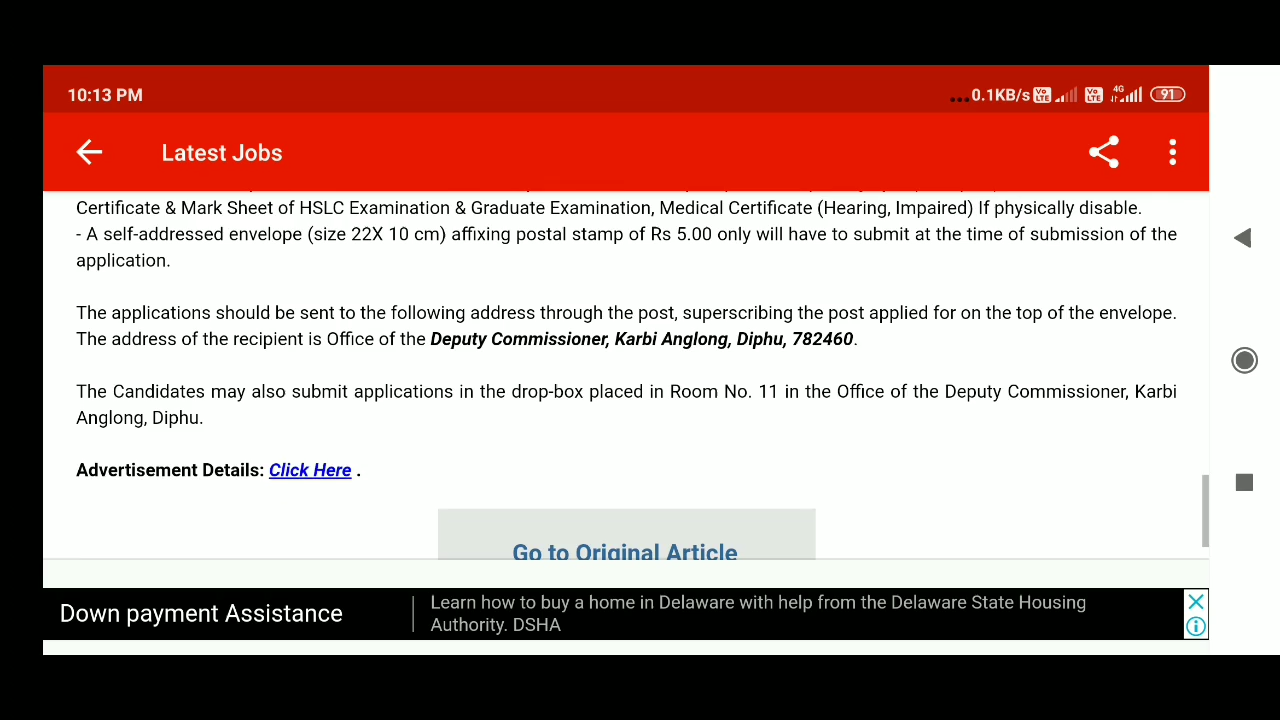 10:13 PM
...0.1KB/s Vo LTE Vo LTE 4G 91
Latest Jobs
Certificate & Mark Sheet of HSLC Examination & Graduate Examination, Medical Certificate (Hearing, Impaired) If physically disable.
- A self-addressed envelope (size 22X 10 cm) affixing postal stamp of Rs 5.00 only will have to submit at the time of submission of the
application.
The applications should be sent to the following address through the post, superscribing the post applied for on the top of the envelope.
The address of the recipient is Office of the Deputy Commissioner, Karbi Anglong, Diphu, 782460.
The Candidates may also submit applications in the drop-box placed in Room No. 11 in the Office of the Deputy Commissioner, Karbi
Anglong, Diphu.
Advertisement Details: Click Here .
Go to Original Article
Down payment Assistance
Learn how to buy a home in Delaware with help from the Delaware State Housing
Authority. DSHA